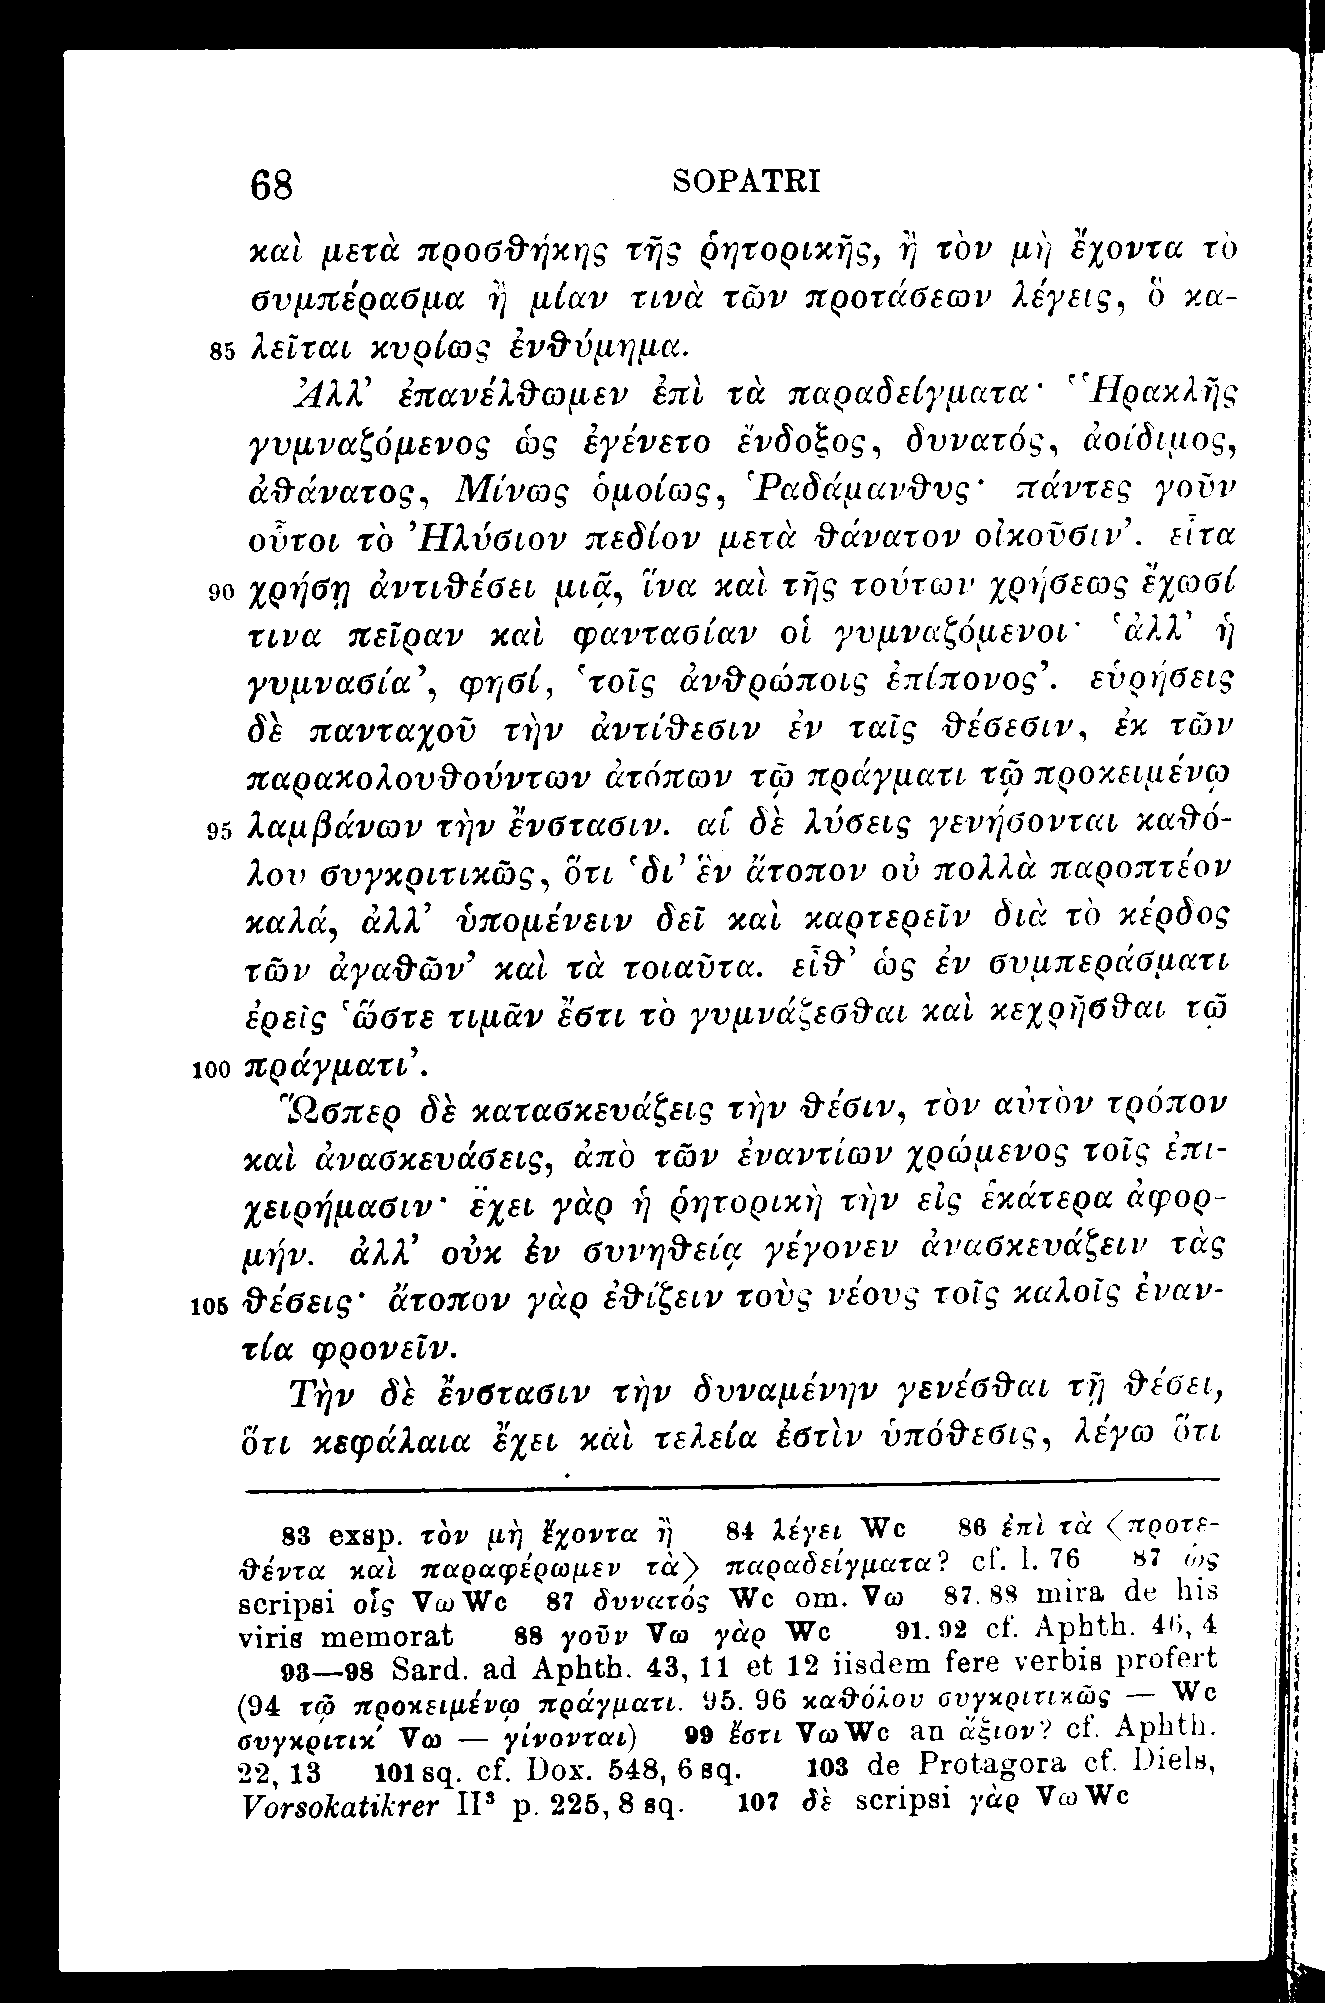 68 SOPATRI
καὶ μετὰ προσθήκης τῆς ῥητορικῆς, ἢ τὸν μὴ ἔχοντα τὸ
συμπέρασμα ἢ μίαν τινὰ τῶν προτάσεων λέγεις, ὃ κα-
85 λεῖται κυρίως ἐνθύμημα.
Ἀλλ’ ἐπανέλθωμεν ἐπὶ τὰ παραδείγματα· ‘Ἡρακλῆς
γυμναζόμενος ὡς ἐγένετο ἔνδοξος, δυνατός, ἀοίδιμος,
ἀθάνατος, Μίνως ὁμοίως, Ῥαδάμανθυς· πάντες γοῦν
οὗτοι τὸ Ἠλύσιον πεδίον μετὰ θάνατον οἰκοῦσιν’. εἶτα
90 χρήσῃ ἀντιθέσει μιᾷ, ἵνα καὶ τῆς τούτων χρήσεως ἔχωσί
τινα πεῖραν καὶ φαντασίαν οἱ γυμναζόμενοι· ‘ἀλλ’ ἡ
γυμνασία’, φησί, ‘τοῖς ἀνθρώποις ἐπίπονος’. εὑρήσεις
δὲ πανταχοῦ τὴν ἀντίθεσιν ἐν ταῖς θέσεσιν, ἐκ τῶν
παρακολουθούντων ἀτόπων τῷ πράγματι τῷ προκειμένῳ
95 λαμβάνων τὴν ἔνστασιν. αἱ δὲ λύσεις γενήσονται καθό-
λου συγκριτικῶς, ὅτι ‘δι’ ἓν ἄτοπον οὐ πολλὰ παροπτέον
καλά, ἀλλ’ ὑπομένειν δεῖ καὶ καρτερεῖν διὰ τὸ κέρδος
τῶν ἀγαθῶν’ καὶ τὰ τοιαῦτα. εἶθ’ ὡς ἐν συμπεράσματι
ἐρεῖς ‘ὥστε τιμᾶν ἔστι τὸ γυμνάζεσθαι καὶ κεχρῆσθαι τῷ
100 πράγματι’.
Ὥσπερ δὲ κατασκευάζεις τὴν θέσιν, τὸν αὐτὸν τρόπον
καὶ ἀνασκευάσεις, ἀπὸ τῶν ἐναντίων χρώμενος τοῖς ἐπι-
χειρήμασιν· ἔχει γὰρ ἡ ῥητορικὴ τὴν εἰς ἑκάτερα ἀφορ-
μήν. ἀλλ’ οὐκ ἐν συνηθείᾳ γέγονεν ἀνασκευάζειν τὰς
105 θέσεις· ἄτοπον γὰρ ἐθίζειν τοὺς νέους τοῖς καλοῖς ἐναν-
τία φρονεῖν.
Τὴν δὲ ἔνστασιν τὴν δυναμένην γενέσθαι τῇ θέσει,
ὅτι κεφάλαια ἔχει καὶ τελεία ἐστὶν ὑπόθεσις, λέγω ὅτι
83 exsp. τὸν μὴ ἔχοντα ἢ 84 λέγει Wc 86 ἐπὶ τὰ <προτε-
θέντα καὶ παραφέρωμεν τὰ> παραδείγματα? cf. l. 76 87 ὡς
scripsi οἷς VωWc 87 δυνατός Wc om. Vω 87. 88 mira de his
viris memorat 88 γοῦν Vω γὰρ Wc 91. 92 cf. Aphth. 46, 4
93—98 Sard. ad Aphth. 43, 11 et 12 iisdem fere verbis profert
(94 τῷ προκειμένῳ πράγματι. 95. 96 καθόλου συγκριτικῶς — Wc
συγκριτικ´ Vω — γίνονται) 99 ἔστι VωWc an ἄξιον? cf. Aphth.
22, 13 101 sq. cf. Dox. 548, 6 sq. 103 de Protagora cf. Diels,
Vorsokatikrer II³ p. 225, 8 sq. 107 δὲ scripsi γὰρ VωWc